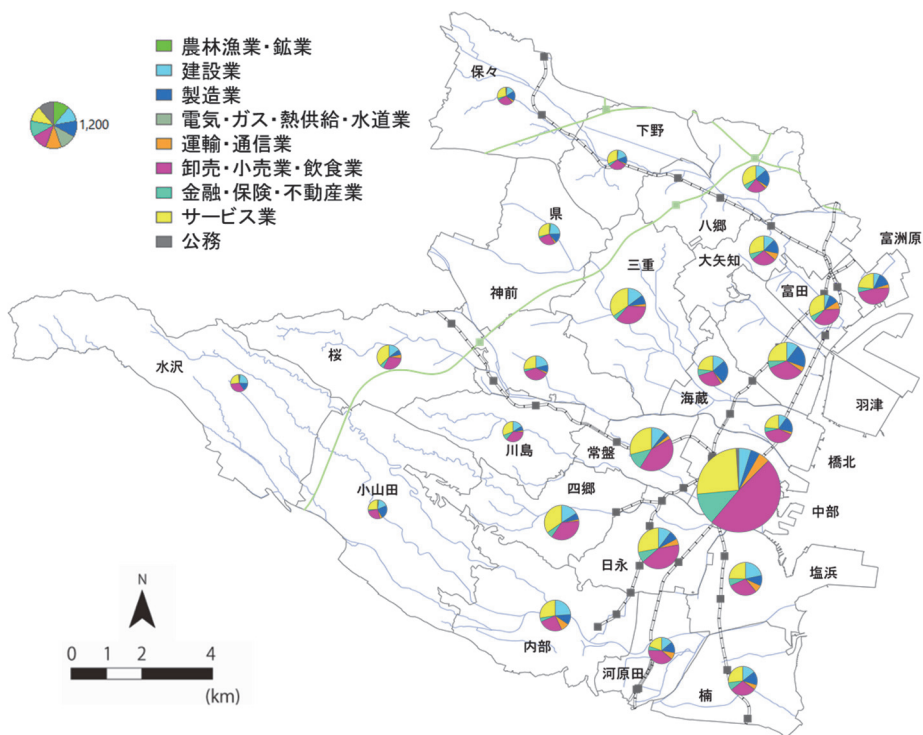 農林漁業・鉱業
建設業
製造業
電気・ガス・熱供給・水道業
運輸・通信業
卸売・小売業・飲食業
金融・保険・不動産業
サービス業
公務
1,200
保々
下野
八郷
県
大矢知
富洲原
三重
富田
神前
桜
水沢
羽津
海蔵
川島
常盤
橋北
四郷
小山田
中部
日永
塩浜
内部
河原田
楠
N
0 1 2 4
(km)